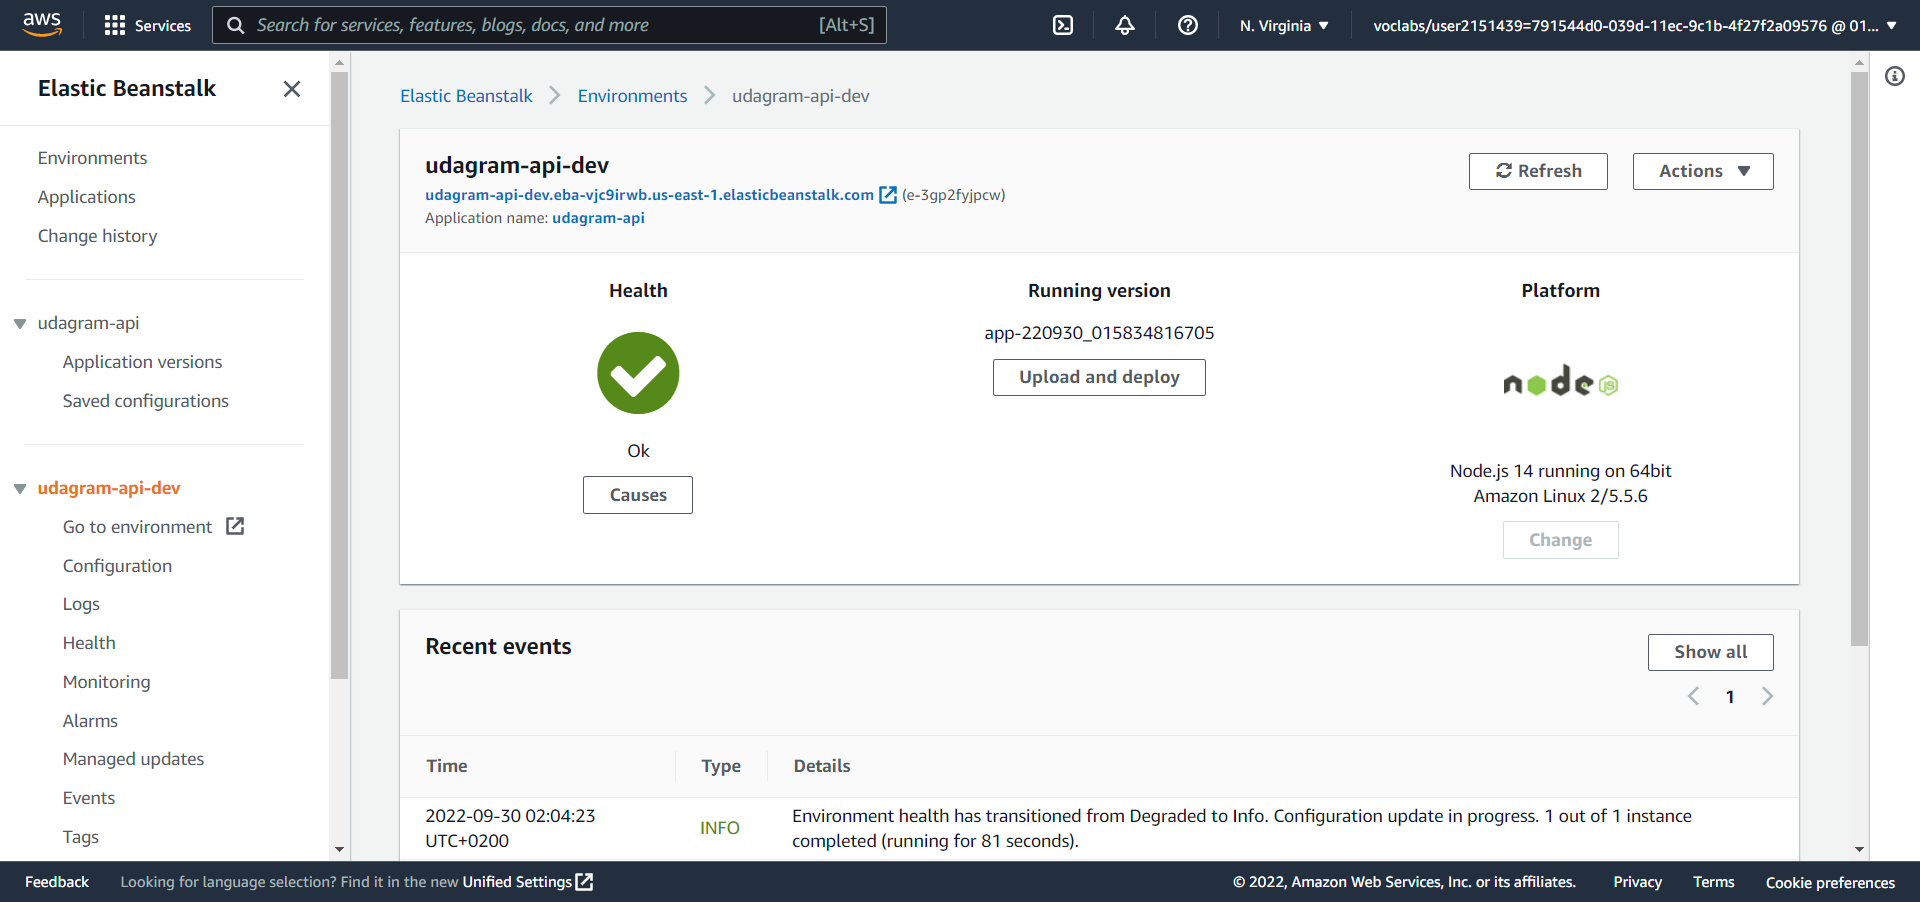 aws
Services
Search for services, features, blogs, docs, and more
[Alt+S]
N. Virginia
voclabs/user2151439=791544d0-039d-11ec-9c1b-4f27f2a09576 @ 01...
Elastic Beanstalk
Environments
Applications
Change history
udagram-api
Application versions
Saved configurations
udagram-api-dev
Go to environment
Configuration
Logs
Health
Monitoring
Alarms
Managed updates
Events
Tags
Elastic Beanstalk
Environments
udagram-api-dev
udagram-api-dev
udagram-api-dev.eba-vjc9irwb.us-east-1.elasticbeanstalk.com (e-3gp2fyjpcw)
Application name: udagram-api
Refresh
Actions
Health
Ok
Causes
Running version
app-220930_015834816705
Upload and deploy
Platform
node JS
Node.js 14 running on 64bit
Amazon Linux 2/5.5.6
Change
Recent events
Show all
1
Time
Type
Details
2022-09-30 02:04:23
UTC+0200
INFO
Environment health has transitioned from Degraded to Info. Configuration update in progress. 1 out of 1 instance
completed (running for 81 seconds).
Feedback
Looking for language selection? Find it in the new Unified Settings
© 2022, Amazon Web Services, Inc. or its affiliates.
Privacy
Terms
Cookie preferences